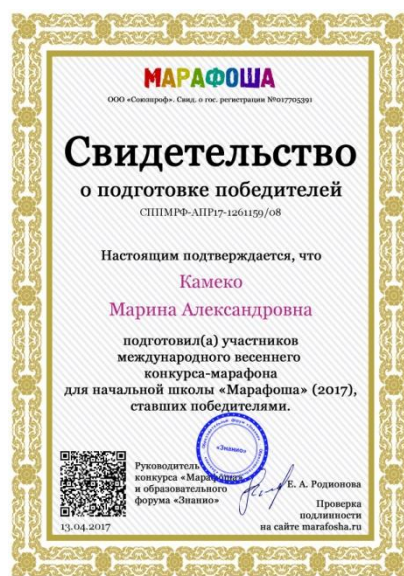 МАРАФОША
ООО «Союзпроф». Свид. о гос. регистрации №017705391
Свидетельство
о подготовке победителей
СППМРФ-АПР17-1261159/08
Настоящим подтверждается, что
Камеко
Марина Александровна
подготовил(а) участников
международного весеннего
конкурса-марафона
для начальной школы «Марафоша» (2017),
ставших победителями.
«Знанио»
Руководитель
конкурса «Марафоша»
и образовательного
форума «Знанио»
Е. А. Родионова
Проверка
подлинности
на сайте marafosha.ru
13.04.2017